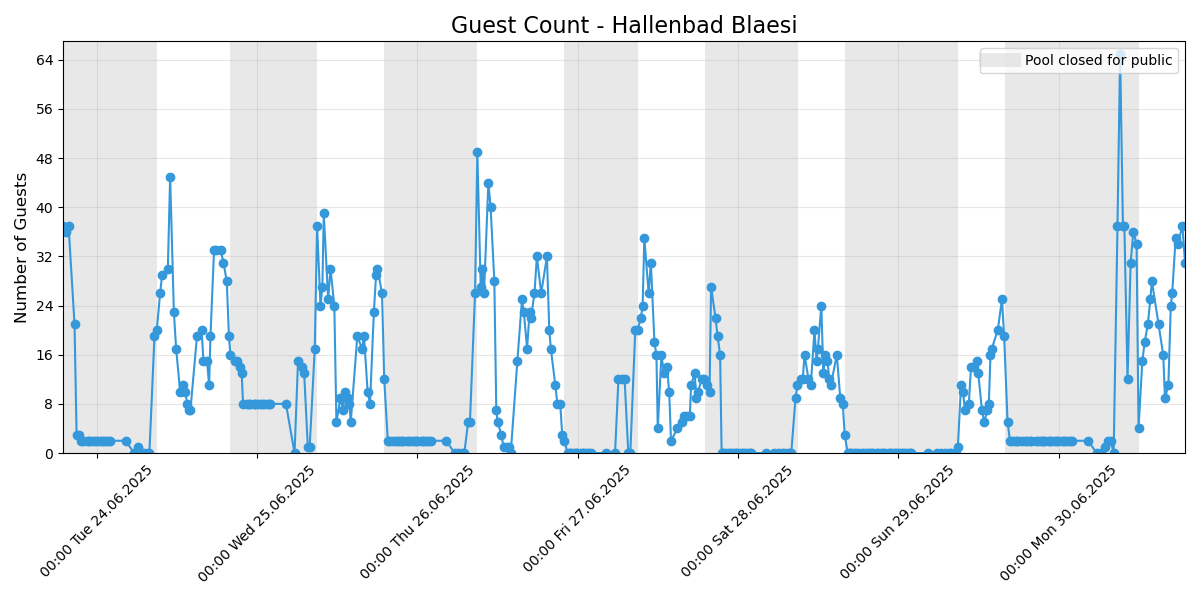 Guest Count - Hallenbad Blaesi
Pool closed for public
Number of Guests
64
56
48
40
32
24
16
8
0
00:00 Tue 24.06.2025
00:00 Wed 25.06.2025
00:00 Thu 26.06.2025
00:00 Fri 27.06.2025
00:00 Sat 28.06.2025
00:00 Sun 29.06.2025
00:00 Mon 30.06.2025